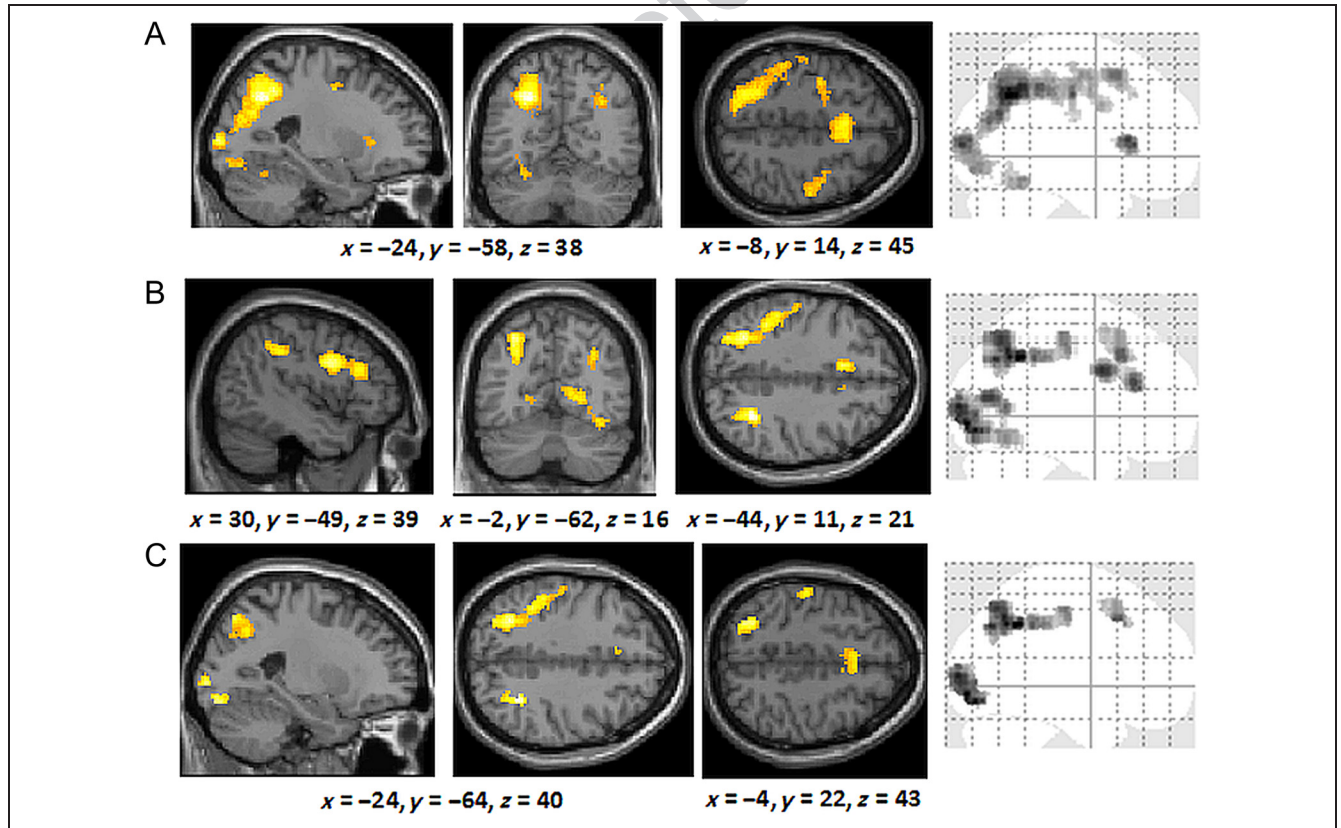 A
x = –24, y = –58, z = 38
x = –8, y = 14, z = 45
B
x = 30, y = –49, z = 39
x = –2, y = –62, z = 16
x = –44, y = 11, z = 21
C
x = –24, y = –64, z = 40
x = –4, y = 22, z = 43